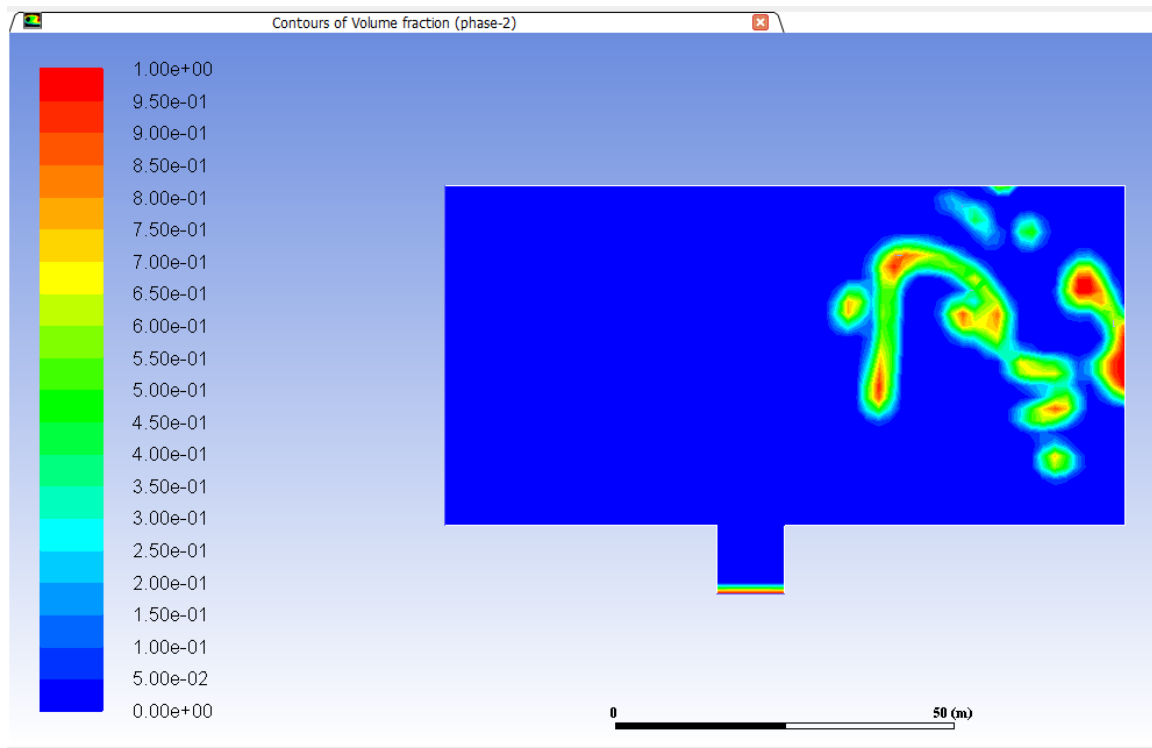 Contours of Volume fraction (phase-2)
1.00e+00
9.50e-01
9.00e-01
8.50e-01
8.00e-01
7.50e-01
7.00e-01
6.50e-01
6.00e-01
5.50e-01
5.00e-01
4.50e-01
4.00e-01
3.50e-01
3.00e-01
2.50e-01
2.00e-01
1.50e-01
1.00e-01
5.00e-02
0.00e+00
0 50 (m)